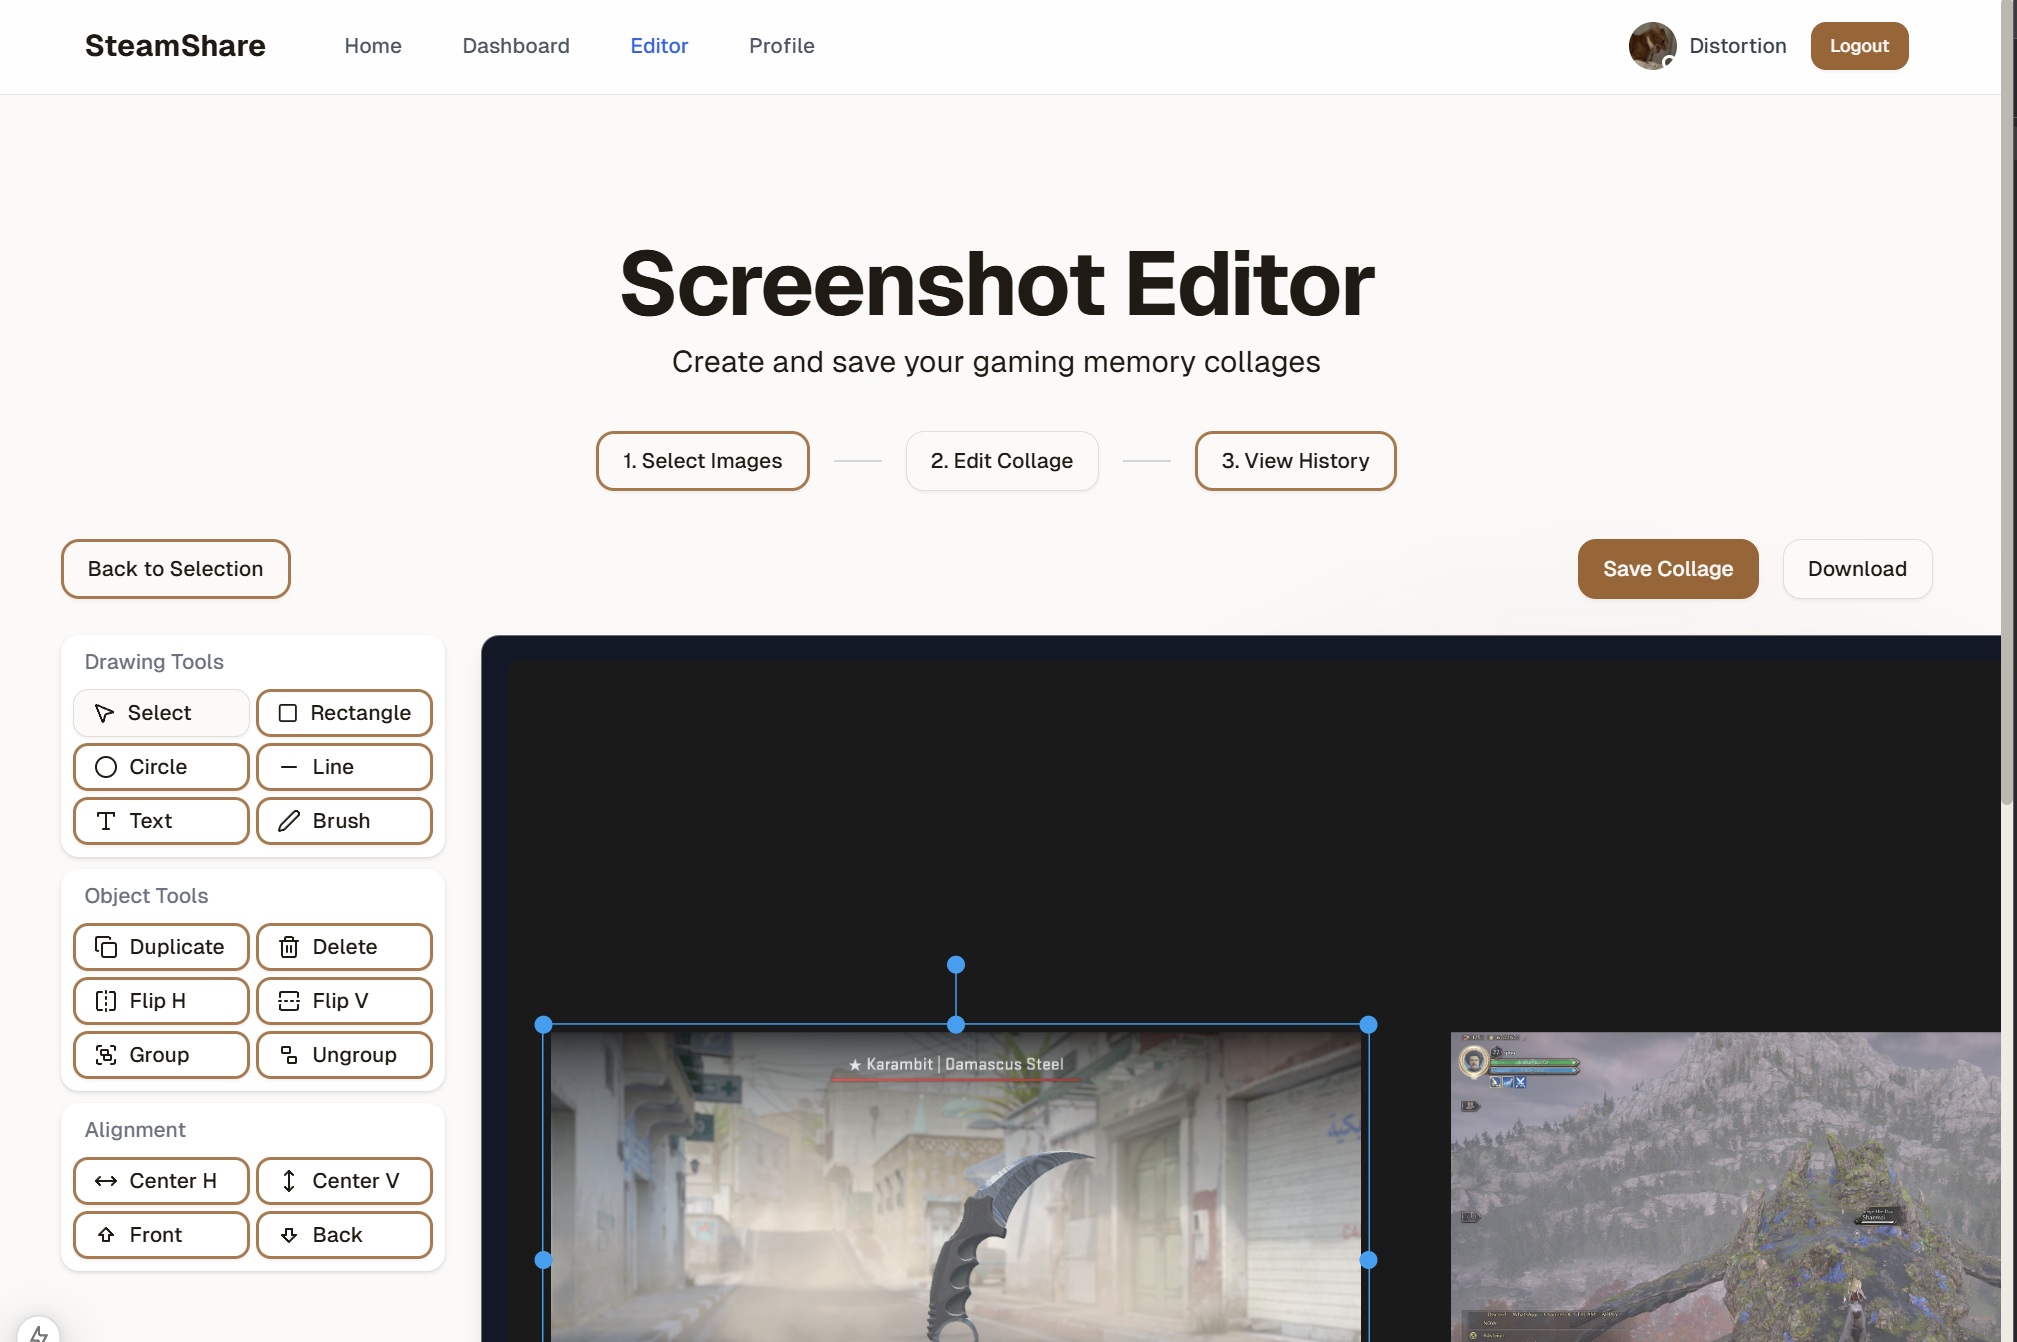 SteamShare
Home
Dashboard
Editor
Profile
Distortion
Logout
Screenshot Editor
Create and save your gaming memory collages
1. Select Images
2. Edit Collage
3. View History
Back to Selection
Save Collage
Download
Drawing Tools
Select
Rectangle
Circle
Line
Text
Brush
Object Tools
Duplicate
Delete
Flip H
Flip V
Group
Ungroup
Alignment
Center H
Center V
Front
Back
★ Karambit | Damascus Steel